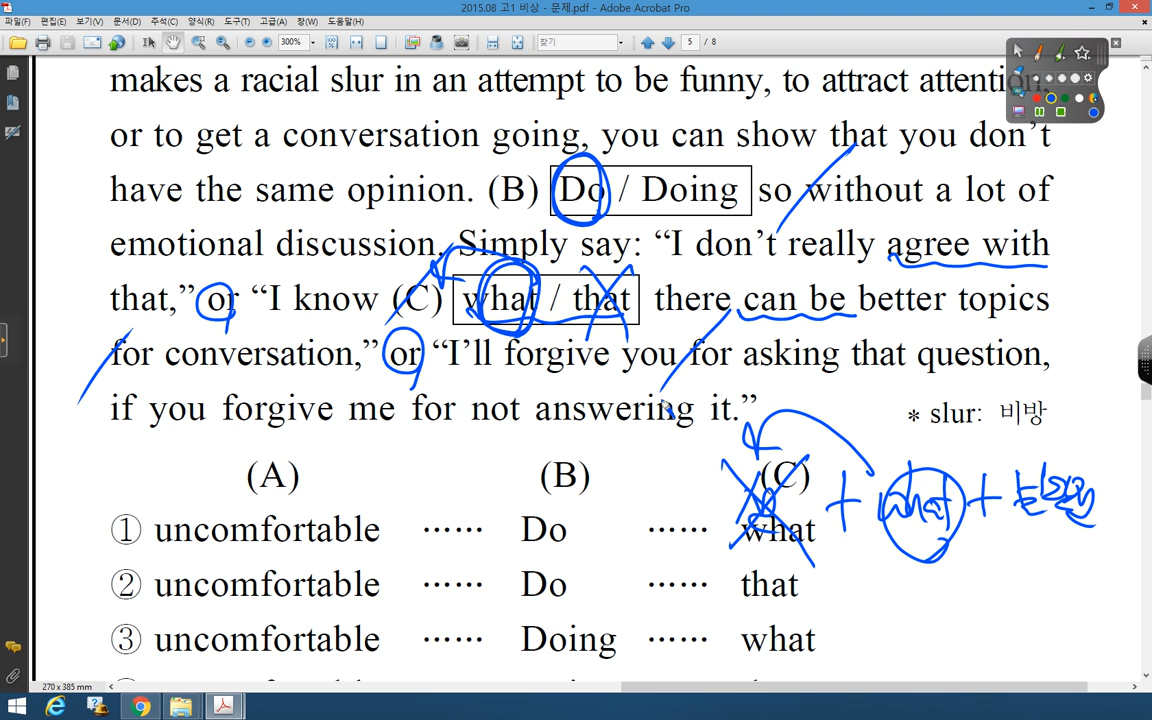 2015.08 고1 비상 - 문제.pdf - Adobe Acrobat Pro
파일(F) 편집(E) 보기(V) 문서(D) 주석(C) 양식(R) 도구(T) 고급(A) 창(W) 도움말(H)
300% 찾기 5 / 8
makes a racial slur in an attempt to be funny, to attract attention,
or to get a conversation going, you can show that you don't
have the same opinion. (B) Do / Doing so without a lot of
emotional discussion. Simply say: “I don't really agree with
that,” or “I know (C) what / that there can be better topics
for conversation,” or “I'll forgive you for asking that question,
if you forgive me for not answering it.” * slur: 비방
(A) (B) (C)
+ what +
① uncomfortable ...... Do ...... what
② uncomfortable ...... Do ...... that
③ uncomfortable ...... Doing ...... what
270 x 385 mm